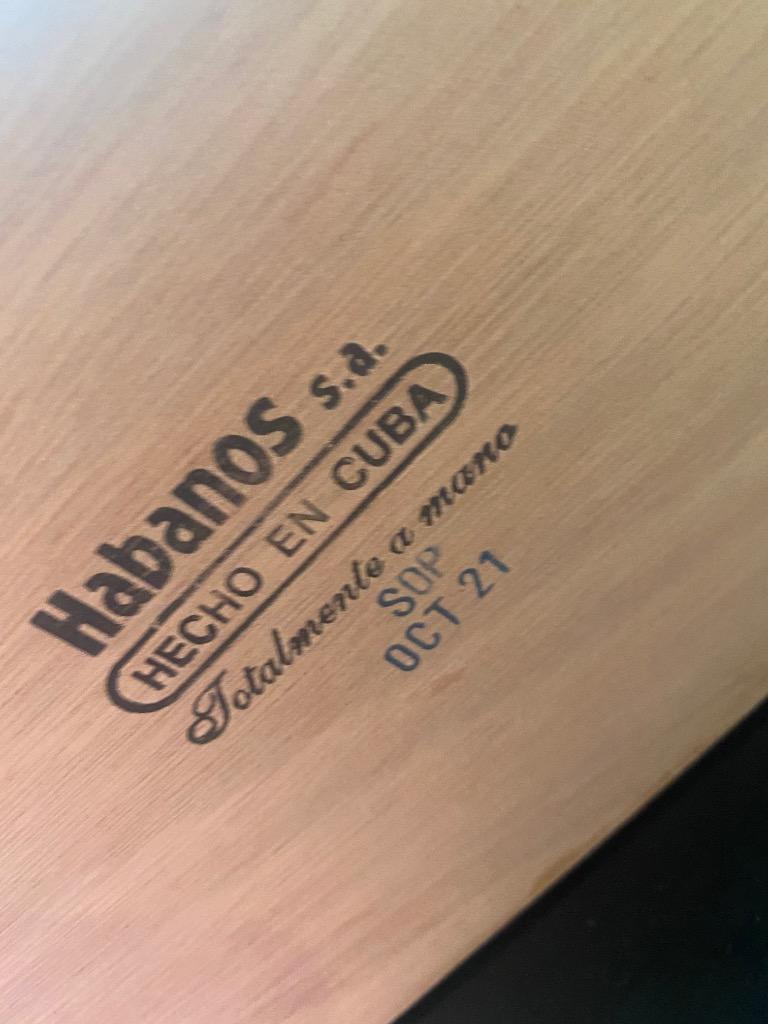 Habanos s.a.
HECHO EN CUBA
Totalmente a mano
SOP
OCT 21